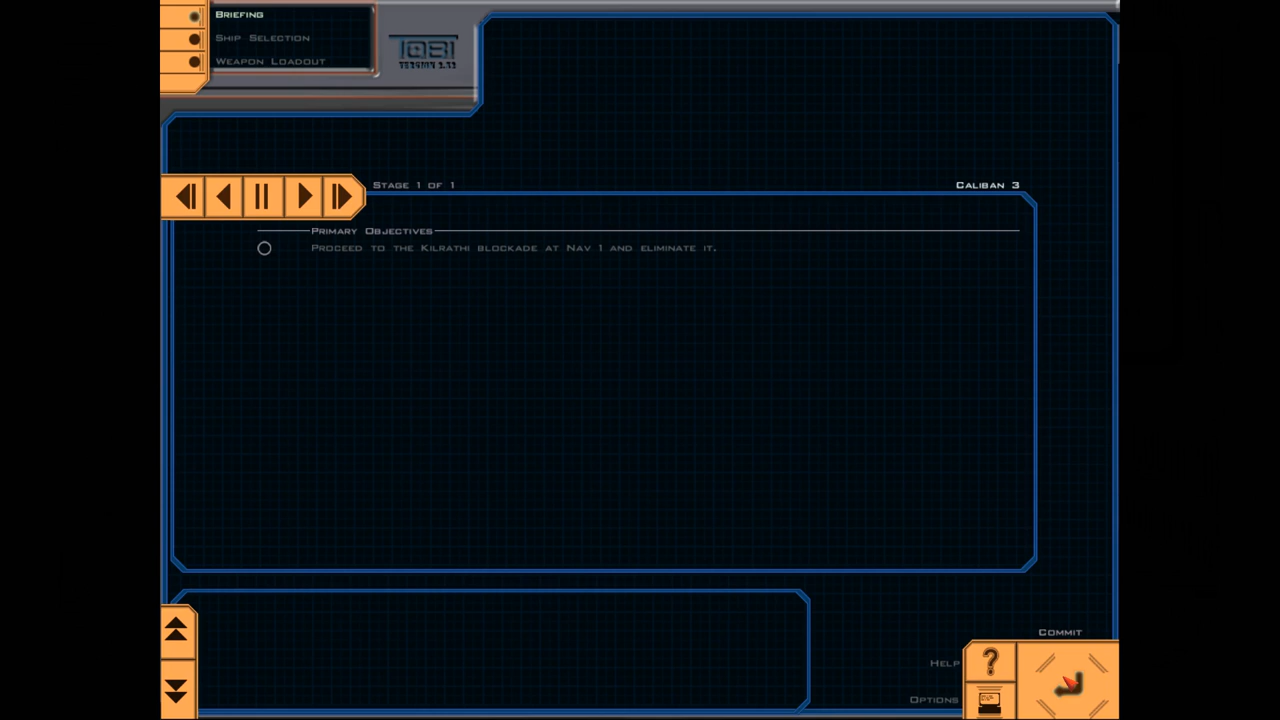 Briefing
Ship Selection
Weapon Loadout
Stage 1 of 1
Caliban 3
Primary Objectives
Proceed to the Kilrathi blockade at Nav 1 and eliminate it.
Commit
?
Help
Options